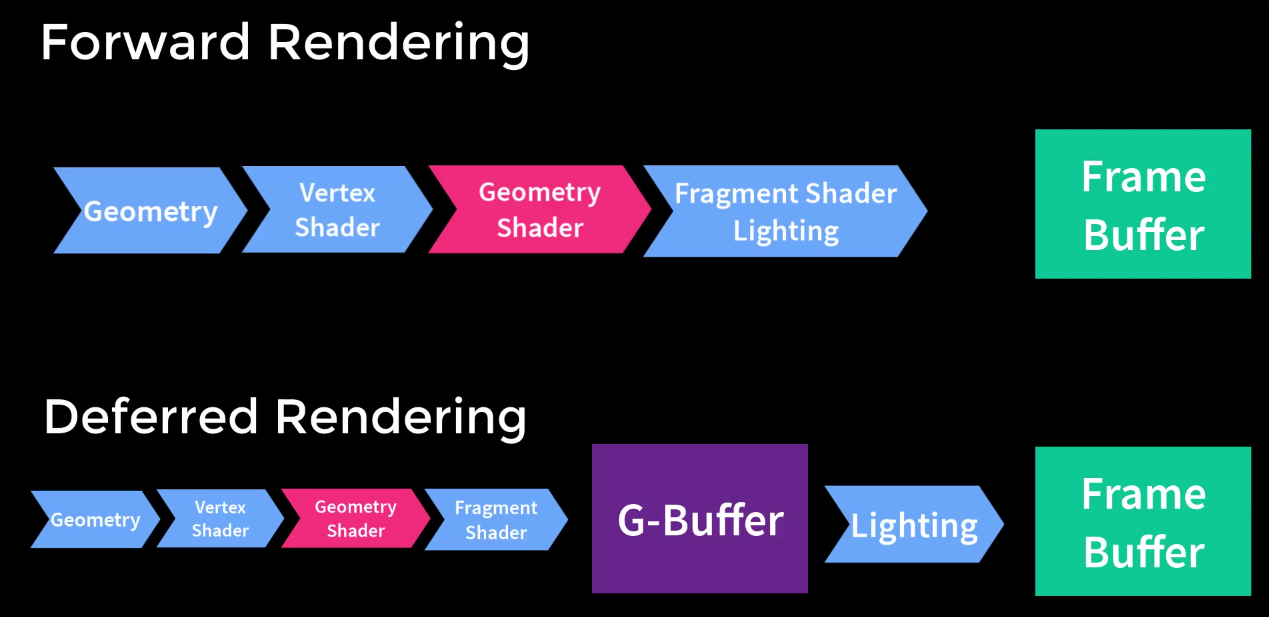 Forward Rendering
Geometry
Vertex
Shader
Geometry
Shader
Fragment Shader
Lighting
Frame
Buffer
Deferred Rendering
Geometry
Vertex
Shader
Geometry
Shader
Fragment
Shader
G-Buffer
Lighting
Frame
Buffer